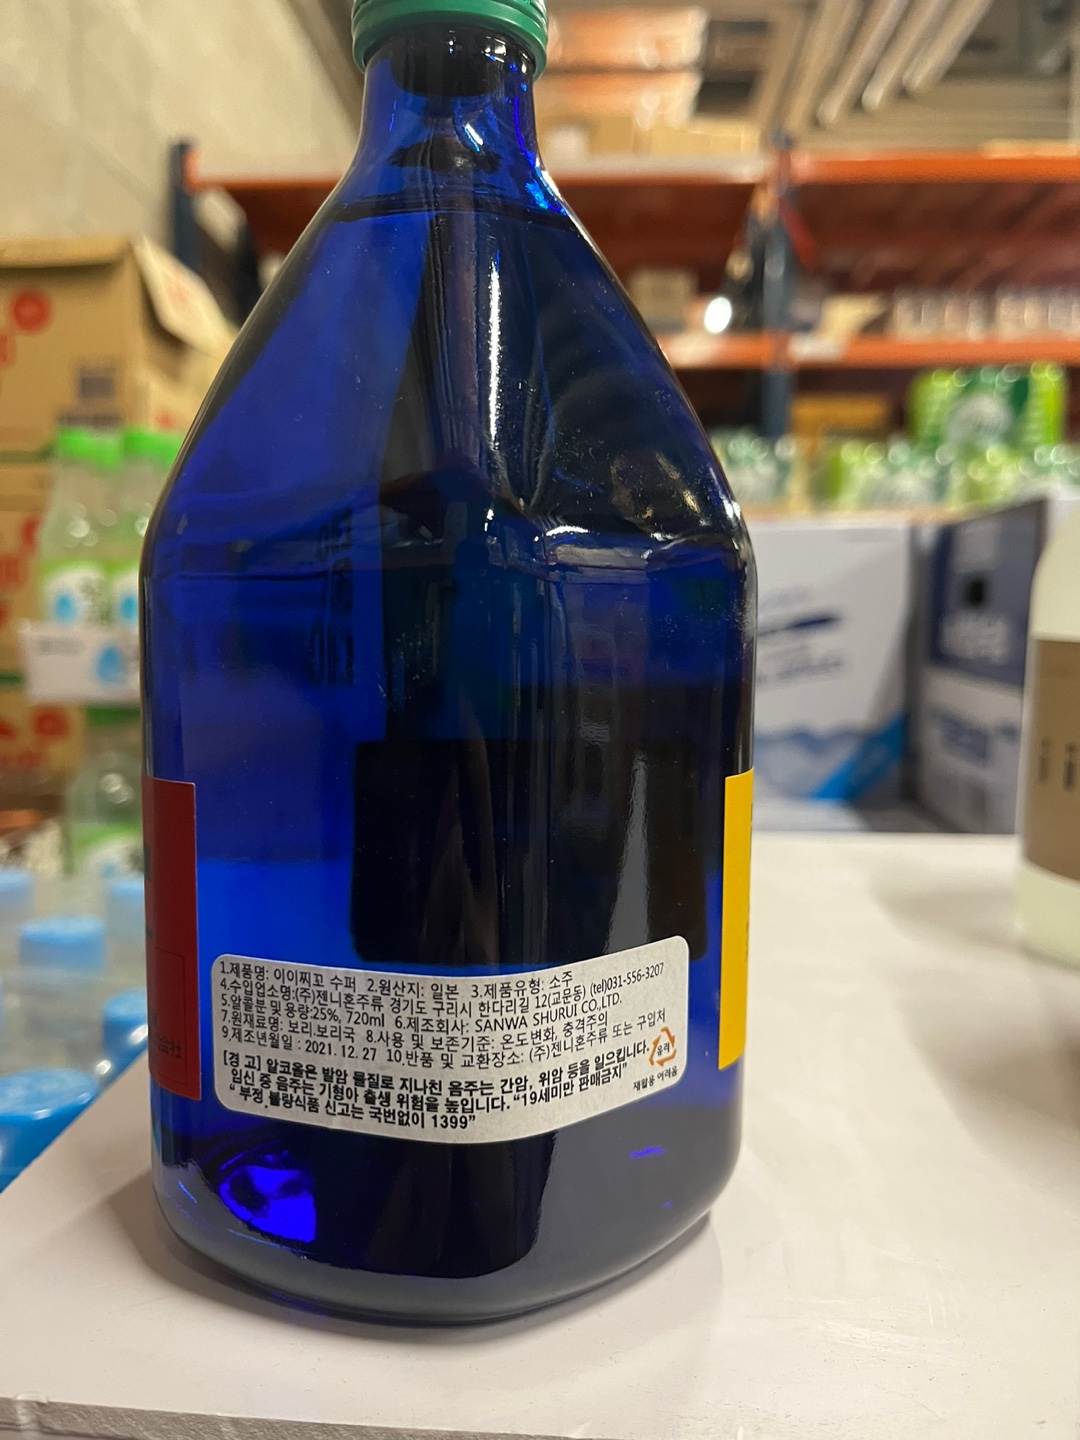 1.제품명: 이이찌꼬 수퍼 2.원산지: 일본 3.제품유형: 소주
4.수입업소명:(주)젠니혼주류 경기도 구리시 한다리길 12(교문동) (tel)031-556-3207
5.알콜분및용량:25%, 720ml 6.제조회사: SANWA SHURUI CO.,LTD.
7.원재료명: 보리.보리국 8.사용 및 보존기준: 온도변화, 충격주의
9.제조년월일 : 2021. 12. 27 10.반품 및 교환장소: (주)젠니혼주류 또는 구입처
[경 고] 알코올은 발암 물질로 지나친 음주는 간암, 위암 등을 일으킵니다.
임신 중 음주는 기형아 출생 위험을 높입니다. "19세미만 판매금지"
" 부정 불량식품 신고는 국번없이 1399"
유리
재활용 어려움